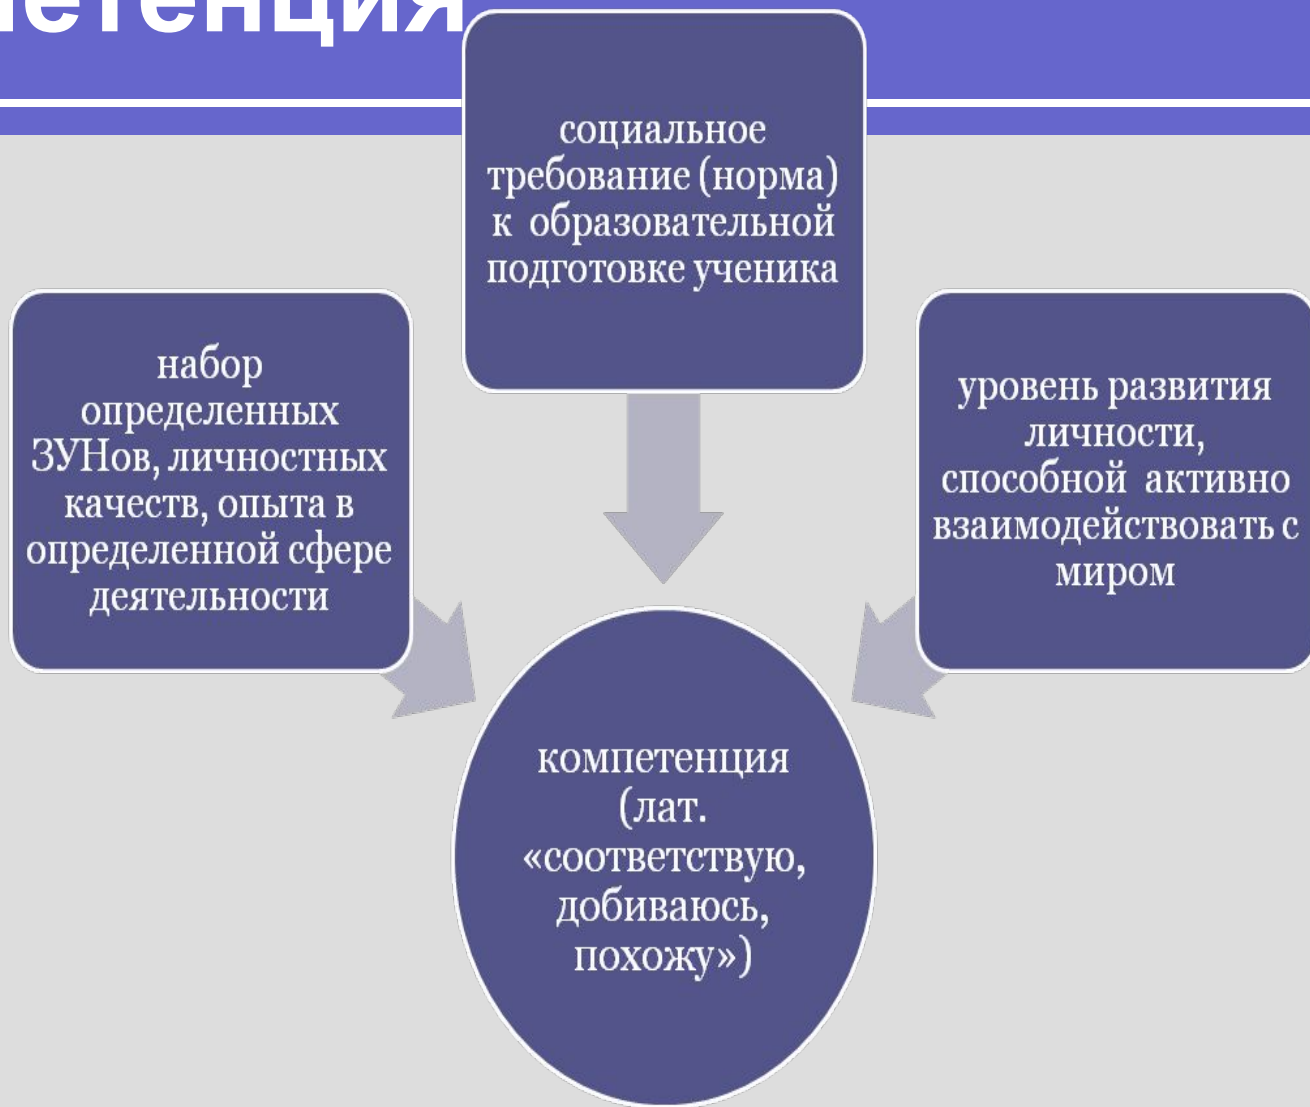 петенция
социальное
требование (норма)
к образовательной
подготовке ученика
набор
определенных
ЗУНов, личностных
качеств, опыта в
определенной сфере
деятельности
уровень развития
личности,
способной активно
взаимодействовать с
миром
компетенция
(лат.
«соответствую,
добиваюсь,
похожу»)